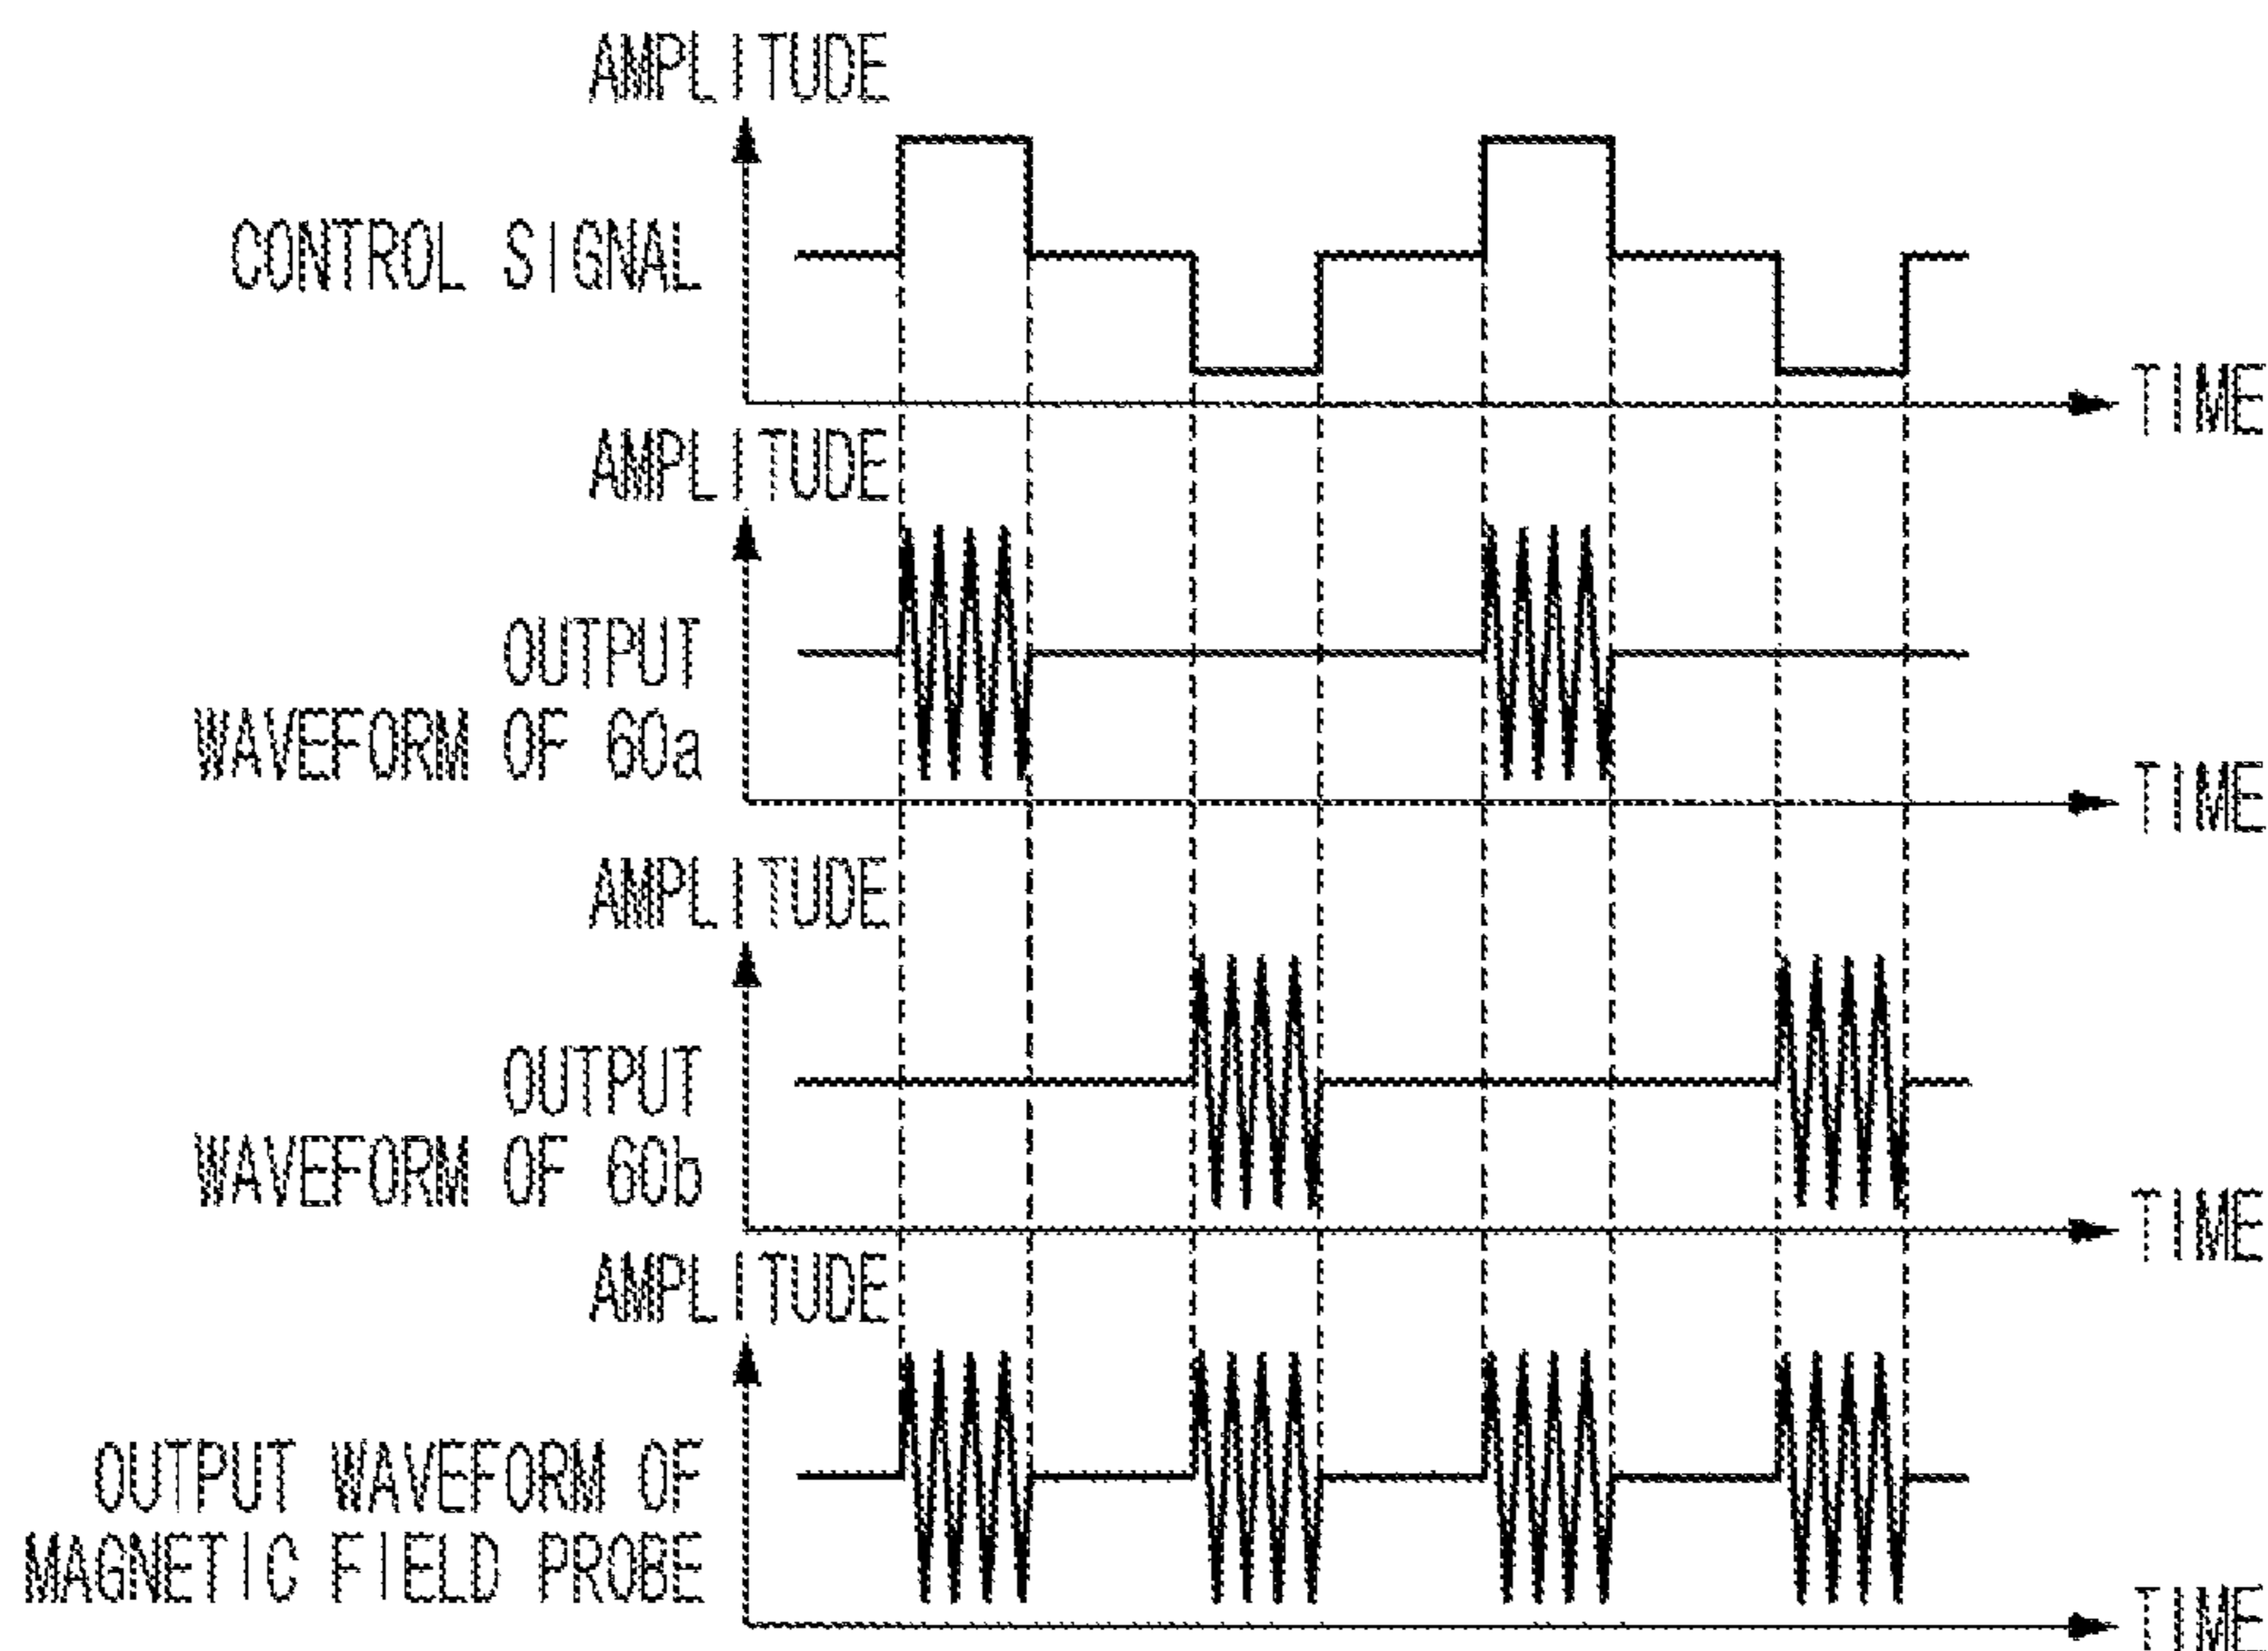 AMPLITUDE
CONTROL SIGNAL
TIME
AMPLITUDE
OUTPUT
WAVEFORM OF 60a
TIME
AMPLITUDE
OUTPUT
WAVEFORM OF 60b
TIME
AMPLITUDE
OUTPUT WAVEFORM OF
MAGNETIC FIELD PROBE
TIME